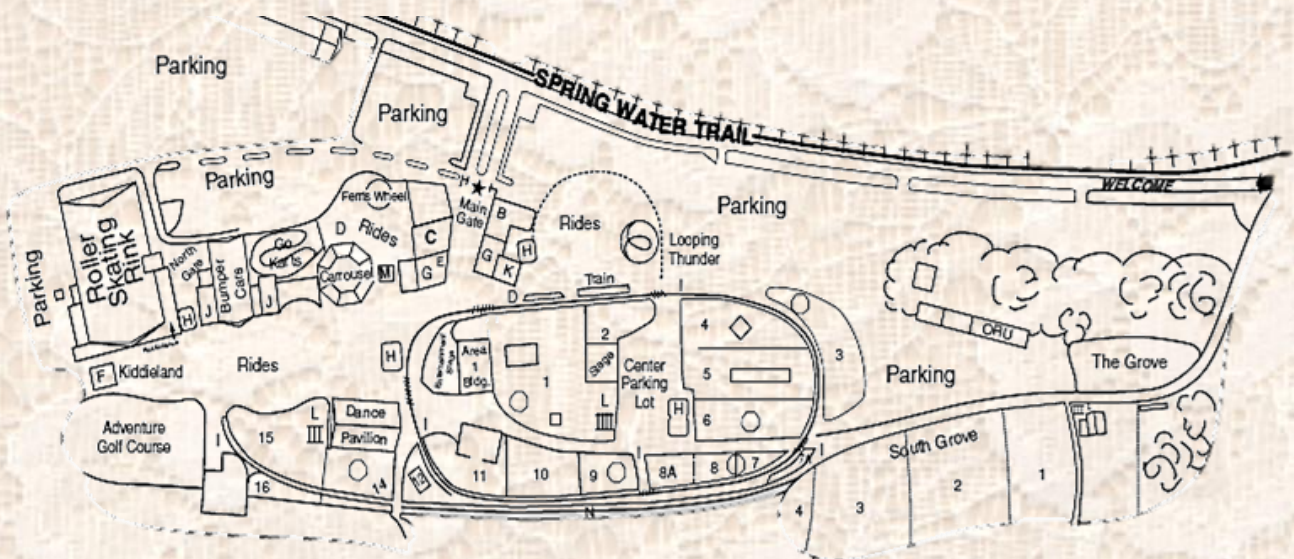 SPRING WATER TRAIL
WELCOME
Parking
Parking
Parking
Parking
Parking
Parking
Roller
Skating
Rink
North
Gate
Ferris Wheel
D
Rides
Go
Karts
Carrousel
M
C
E
G
Main
Gate
B
H
G
K
Rides
Looping
Thunder
H
J
Bumper
Cars
J
F
Kiddieland
Rides
H
D
Train
I
Area
1
Bldg.
1
2
Stage
Center
Parking
Lot
L
H
4
5
6
3
ORU
The Grove
Adventure
Golf Course
I
15
L
Dance
Pavilion
14
16
I
12
11
10
9
I
8A
8
7
I
N
South Grove
1
2
3
4